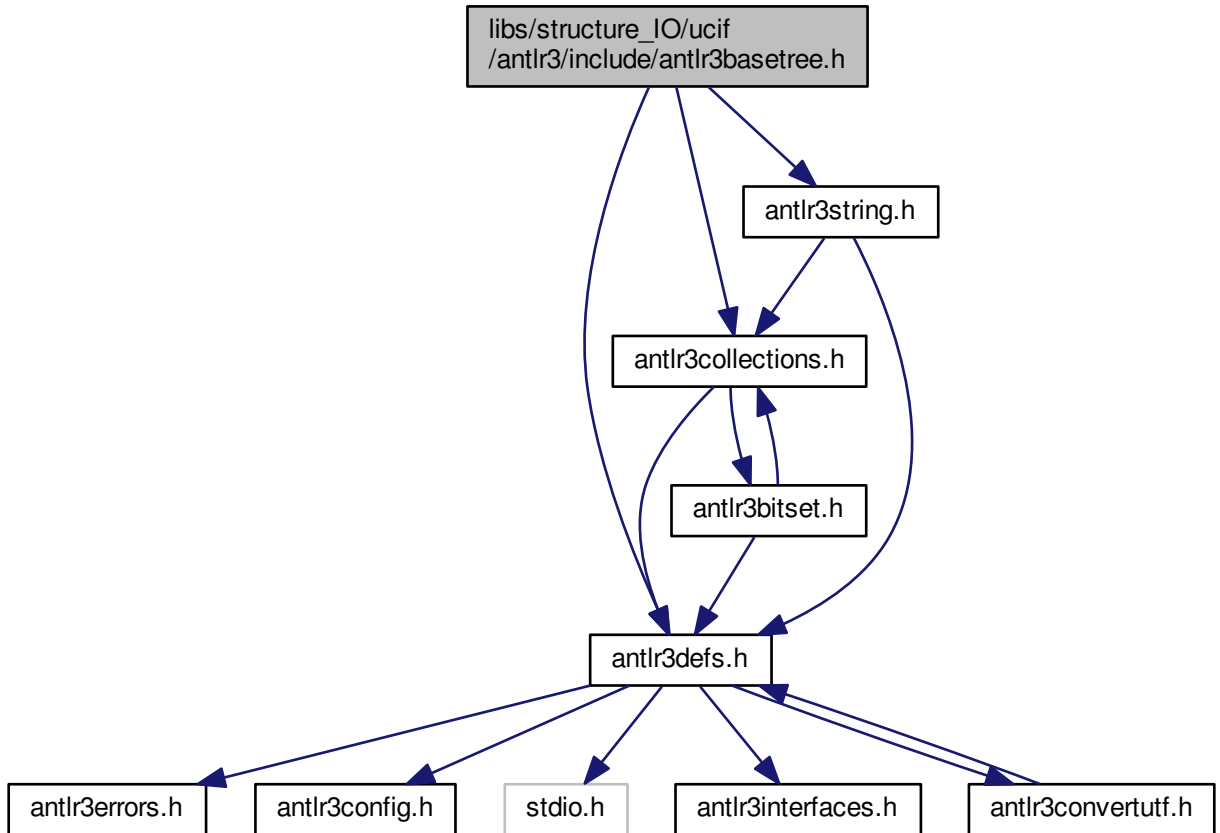 libs/structure_IO/ucif
/antlr3/include/antlr3basetree.h
antlr3string.h
antlr3collections.h
antlr3bitset.h
antlr3defs.h
antlr3errors.h
antlr3config.h
stdio.h
antlr3interfaces.h
antlr3convertutf.h